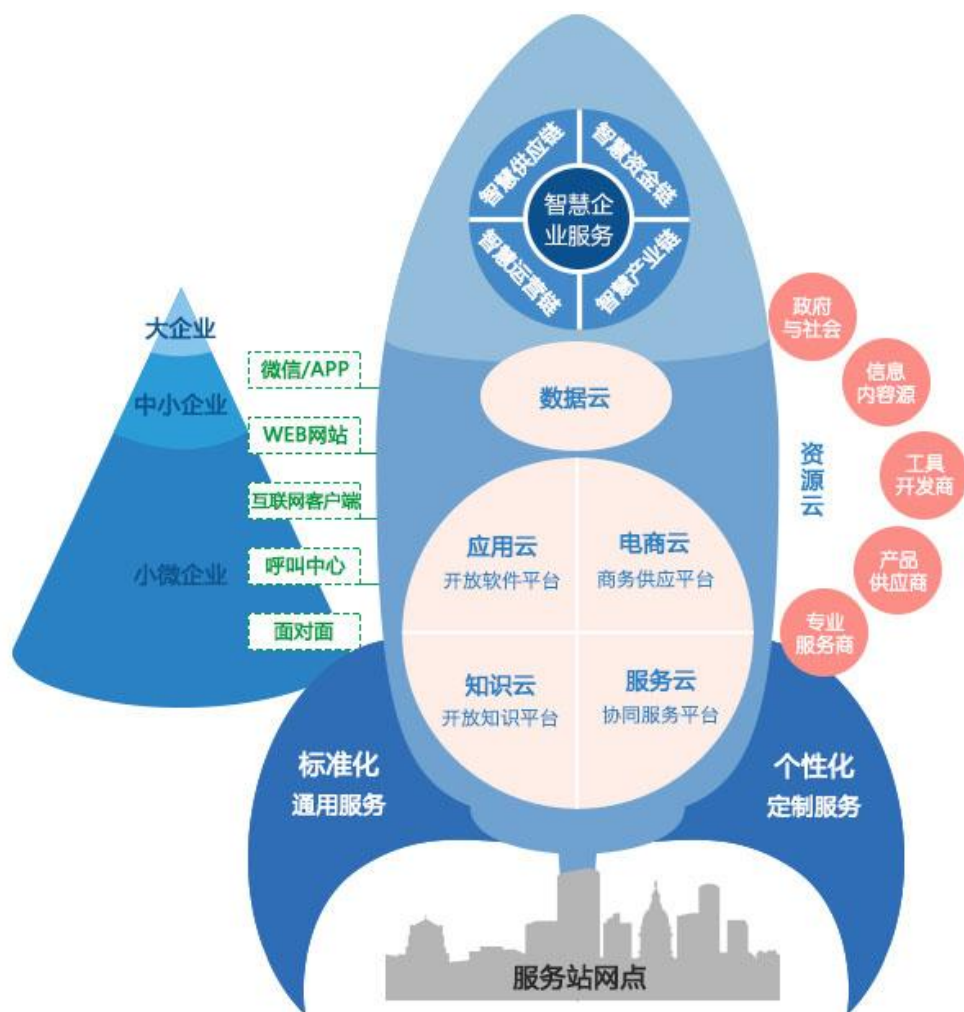 智慧供应链
智慧资金链
智慧企
业服务
智慧运营链
智慧产业链
大企业
中小企业
小微企业
微信/APP
WEB网站
互联网客户端
呼叫中心
面对面
数据云
应用云
开放软件平台
电商云
商务供应平台
知识云
开放知识平台
服务云
协同服务平台
资源云
政府
与社会
信息
内容源
工具
开发商
产品
供应商
专业
服务商
标准化
通用服务
个性化
定制服务
服务站网点